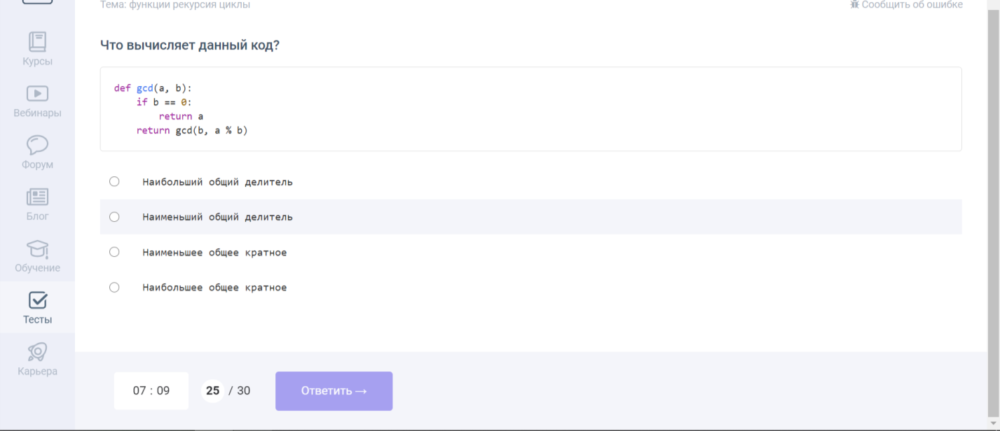 Тема: функции рекурсия циклы
Сообщить об ошибке
Курсы
Вебинары
Форум
Блог
Обучение
Тесты
Карьера
Что вычисляет данный код?
def gcd(a, b):
    if b == 0:
        return a
    return gcd(b, a % b)
Наибольший общий делитель
Наименьший общий делитель
Наименьшее общее кратное
Наибольшее общее кратное
07 : 09
25 / 30
Ответить →